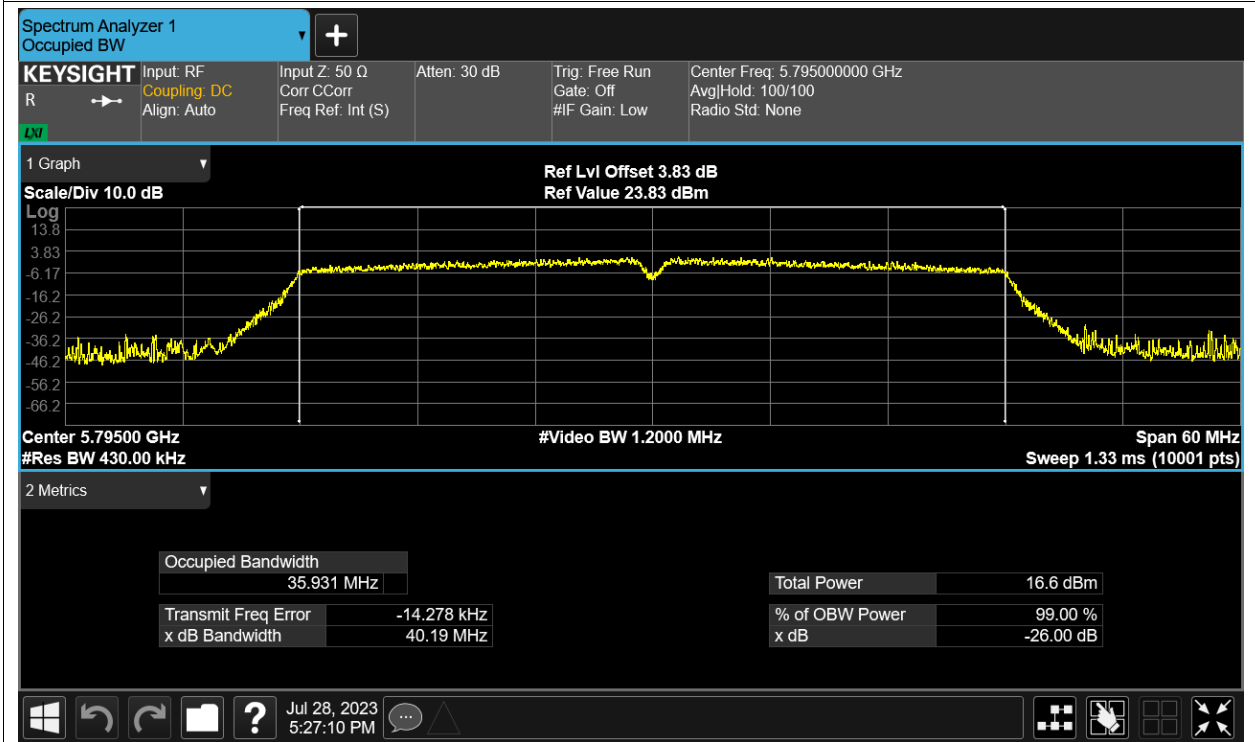 Spectrum Analyzer 1
Occupied BW
KEYSIGHT
R
LXI
Input: RF
Coupling: DC
Align: Auto
Input Z: 50 Ω
Corr CCorr
Freq Ref: Int (S)
Atten: 30 dB
Trig: Free Run
Gate: Off
#IF Gain: Low
Center Freq: 5.795000000 GHz
Avg|Hold: 100/100
Radio Std: None
1 Graph
Scale/Div 10.0 dB
Ref Lvl Offset 3.83 dB
Ref Value 23.83 dBm
Log
13.8
3.83
-6.17
-16.2
-26.2
-36.2
-46.2
-56.2
-66.2
Center 5.79500 GHz
#Video BW 1.2000 MHz
Span 60 MHz
#Res BW 430.00 kHz
Sweep 1.33 ms (10001 pts)
2 Metrics
Occupied Bandwidth
35.931 MHz
Total Power 16.6 dBm
Transmit Freq Error -14.278 kHz
% of OBW Power 99.00 %
x dB Bandwidth 40.19 MHz
x dB -26.00 dB
?
Jul 28, 2023
5:27:10 PM